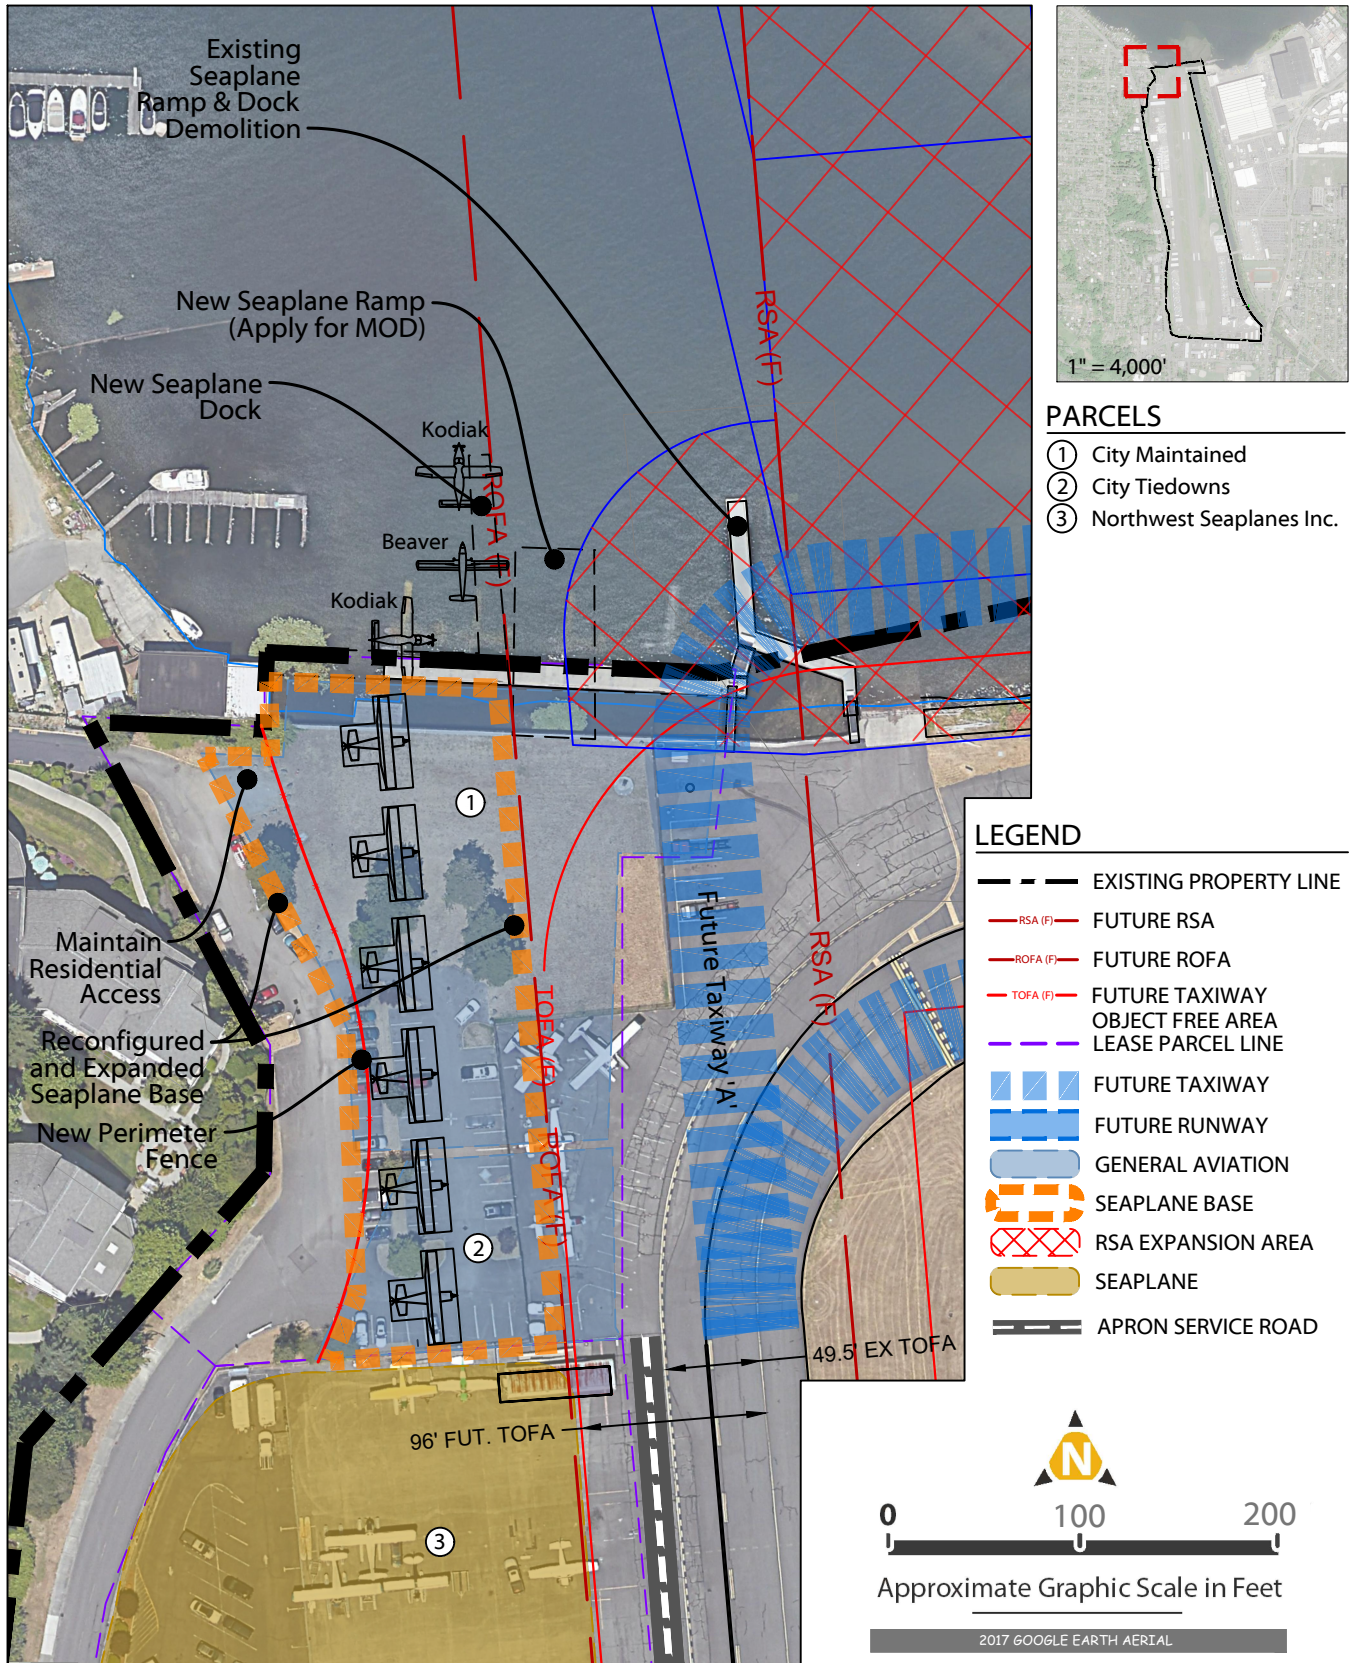 Existing
Seaplane
Ramp & Dock
Demolition
New Seaplane Ramp
(Apply for MOD)
New Seaplane
Dock
Kodiak
Beaver
Kodiak
ROFA (F)
RSA (F)
1
Maintain
Residential
Access
Reconfigured
and Expanded
Seaplane Base
New Perimeter
Fence
Future Taxiway 'A'
RSA (F)
TOFA (F)
ROFA (F)
2
49.5' EX TOFA
96' FUT. TOFA
3
1" = 4,000'
PARCELS
1 City Maintained
2 City Tiedowns
3 Northwest Seaplanes Inc.
LEGEND
EXISTING PROPERTY LINE
RSA (F) FUTURE RSA
ROFA (F) FUTURE ROFA
TOFA (F) FUTURE TAXIWAY
OBJECT FREE AREA
LEASE PARCEL LINE
FUTURE TAXIWAY
FUTURE RUNWAY
GENERAL AVIATION
SEAPLANE BASE
RSA EXPANSION AREA
SEAPLANE
APRON SERVICE ROAD
N
0 100 200
Approximate Graphic Scale in Feet
2017 GOOGLE EARTH AERIAL